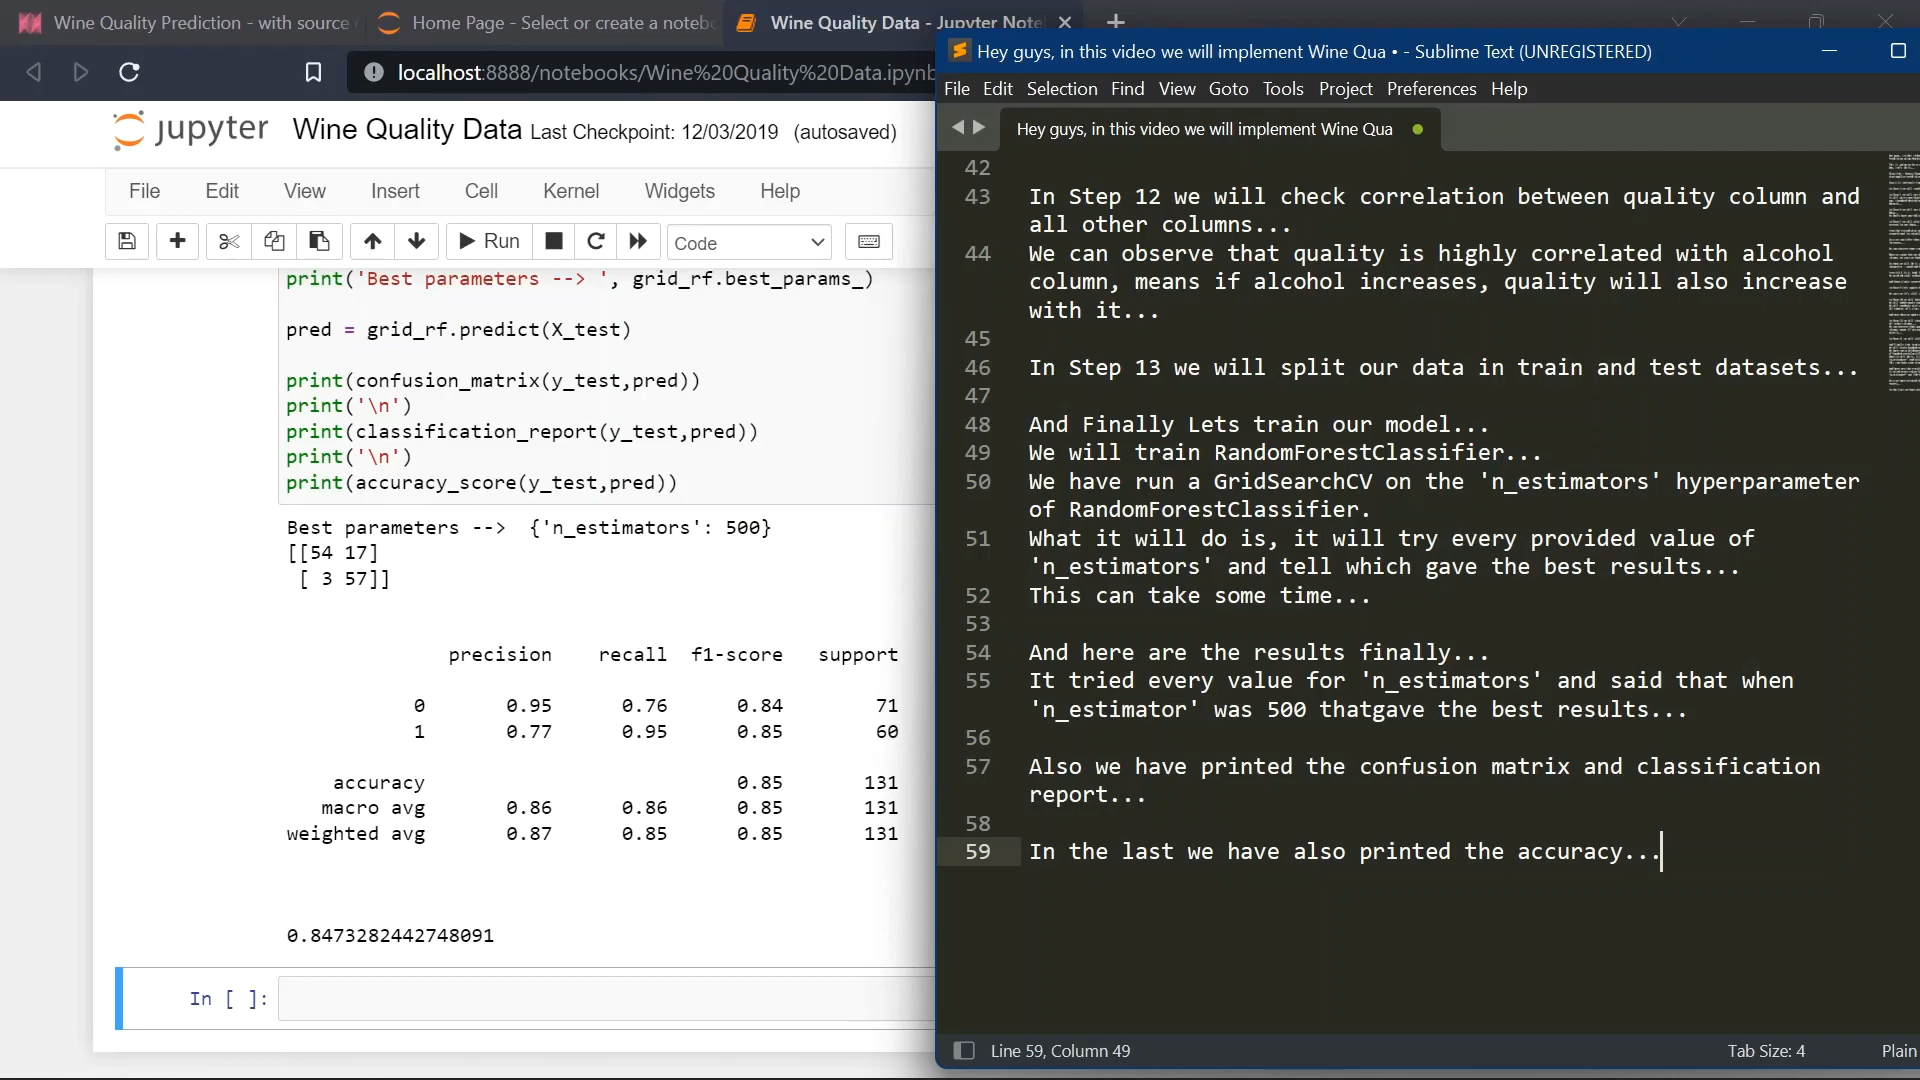 Wine Quality Prediction - with source
Home Page - Select or create a noteb
Wine Quality Data - Jupyter Note
localhost:8888/notebooks/Wine%20Quality%20Data.ipynb
jupyter Wine Quality Data Last Checkpoint: 12/03/2019 (autosaved)
File Edit View Insert Cell Kernel Widgets Help
Run
Code
print('Best parameters --> ', grid_rf.best_params_)
pred = grid_rf.predict(X_test)
print(confusion_matrix(y_test,pred))
print('\n')
print(classification_report(y_test,pred))
print('\n')
print(accuracy_score(y_test,pred))
Best parameters -->  {'n_estimators': 500}
[[54 17]
 [ 3 57]]
precision recall f1-score support
0 0.95 0.76 0.84 71
1 0.77 0.95 0.85 60
accuracy 0.85 131
macro avg 0.86 0.86 0.85 131
weighted avg 0.87 0.85 0.85 131
0.8473282442748091
In [ ]:
Hey guys, in this video we will implement Wine Qua • - Sublime Text (UNREGISTERED)
File Edit Selection Find View Goto Tools Project Preferences Help
Hey guys, in this video we will implement Wine Qua
42
43 In Step 12 we will check correlation between quality column and
all other columns...
44 We can observe that quality is highly correlated with alcohol
column, means if alcohol increases, quality will also increase
with it...
45
46 In Step 13 we will split our data in train and test datasets...
47
48 And Finally Lets train our model...
49 We will train RandomForestClassifier...
50 We have run a GridSearchCV on the 'n_estimators' hyperparameter
of RandomForestClassifier.
51 What it will do is, it will try every provided value of
'n_estimators' and tell which gave the best results...
52 This can take some time...
53
54 And here are the results finally...
55 It tried every value for 'n_estimators' and said that when
'n_estimator' was 500 thatgave the best results...
56
57 Also we have printed the confusion matrix and classification
report...
58
59 In the last we have also printed the accuracy...
Line 59, Column 49
Tab Size: 4
Plain